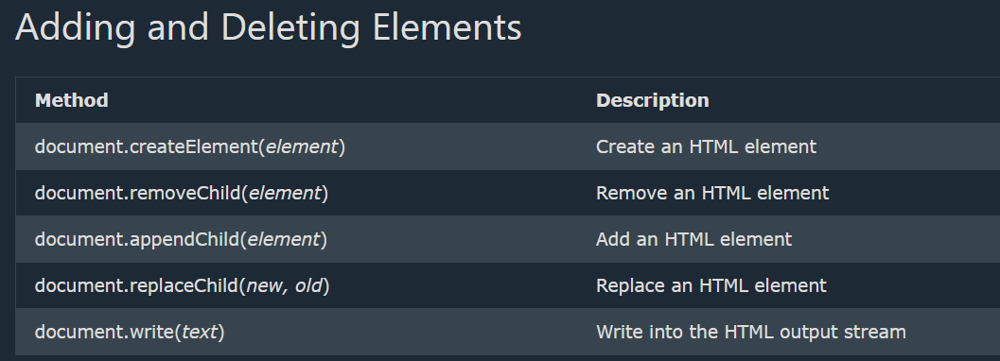 Adding and Deleting Elements
Method Description
document.createElement(element) Create an HTML element
document.removeChild(element) Remove an HTML element
document.appendChild(element) Add an HTML element
document.replaceChild(new, old) Replace an HTML element
document.write(text) Write into the HTML output stream